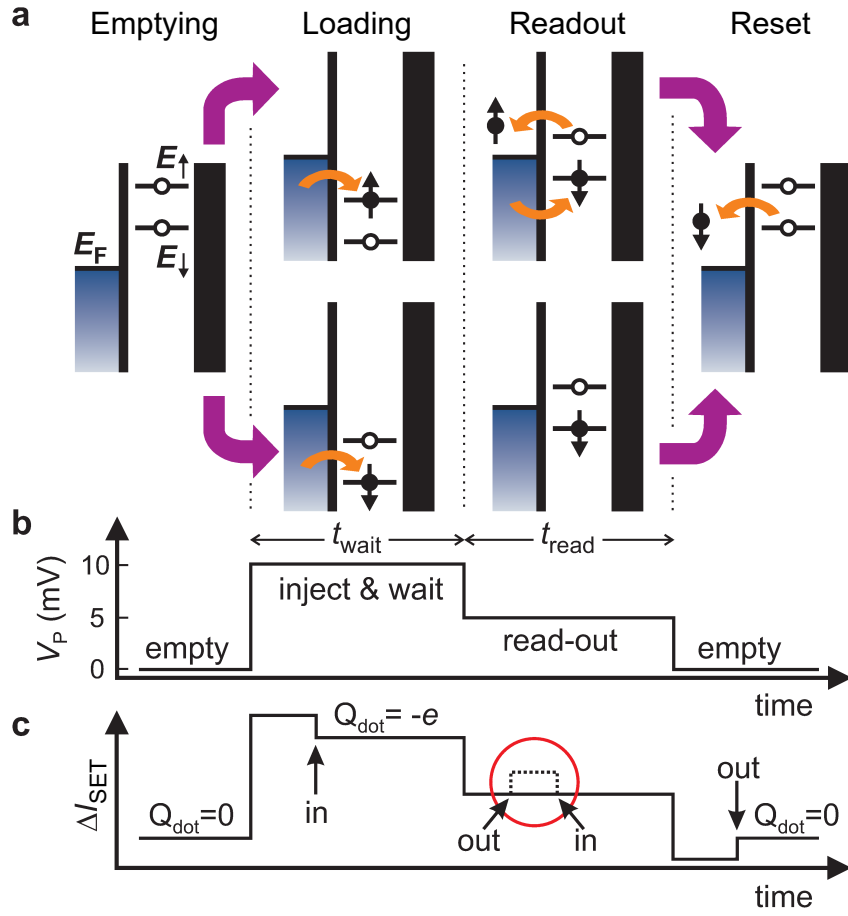 a
Emptying Loading Readout Reset
E↑
E_F
E↓
b
t_wait t_read
V_P (mV)
10
5
0
empty
inject & wait
read-out
empty
time
c
ΔI_SET
Q_dot=0
in
Q_dot= -e
out
in
out
Q_dot=0
time